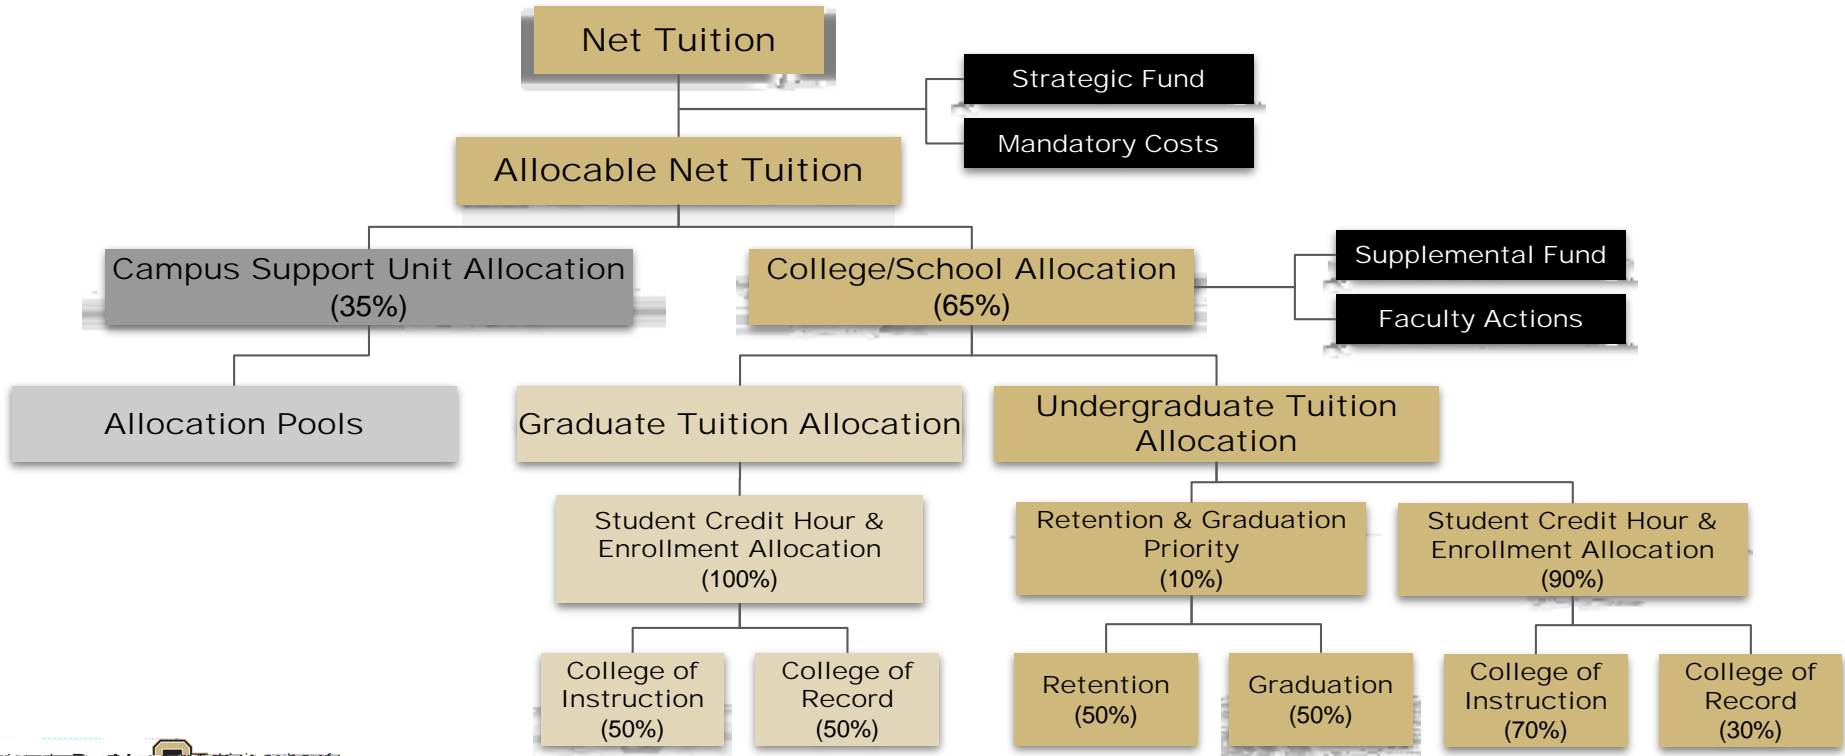 Net Tuition
Strategic Fund
Mandatory Costs
Allocable Net Tuition
Campus Support Unit Allocation
(35%)
College/School Allocation
(65%)
Supplemental Fund
Faculty Actions
Allocation Pools
Graduate Tuition Allocation
Undergraduate Tuition
Allocation
Student Credit Hour &
Enrollment Allocation
(100%)
Retention & Graduation
Priority
(10%)
Student Credit Hour &
Enrollment Allocation
(90%)
College of
Instruction
(50%)
College of
Record
(50%)
Retention
(50%)
Graduation
(50%)
College of
Instruction
(70%)
College of
Record
(30%)